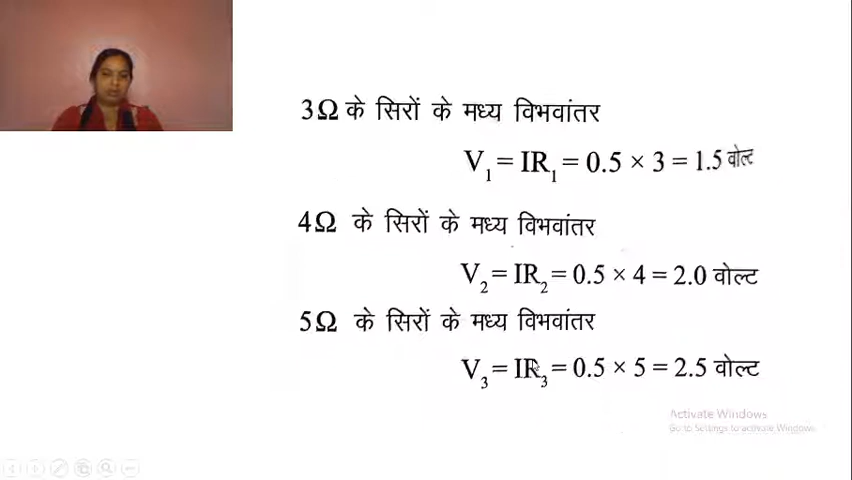 3Ω के सिरों के मध्य विभवांतर
V₁ = IR₁ = 0.5 × 3 = 1.5 वोल्ट
4Ω के सिरों के मध्य विभवांतर
V₂ = IR₂ = 0.5 × 4 = 2.0 वोल्ट
5Ω के सिरों के मध्य विभवांतर
V₃ = IR₃ = 0.5 × 5 = 2.5 वोल्ट
Activate Windows
Go to Settings to activate Windows.